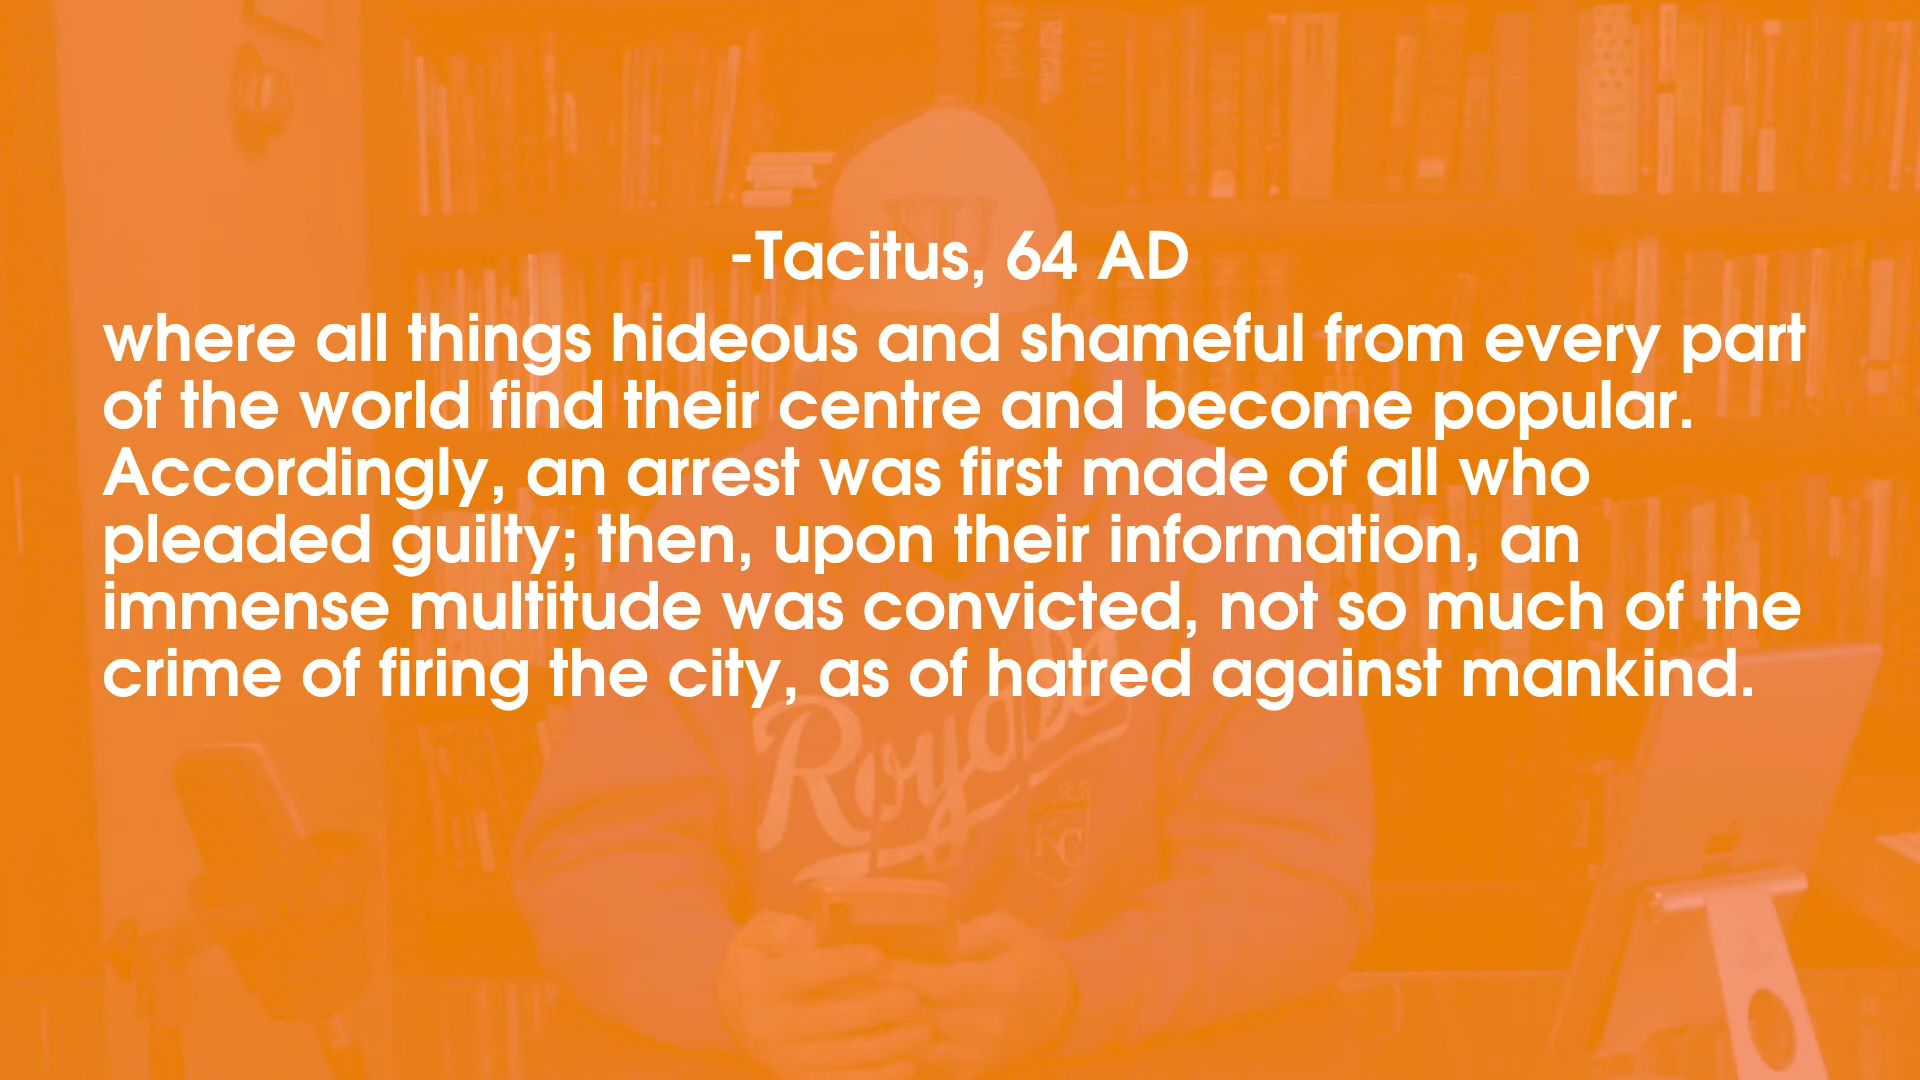 -Tacitus, 64 AD
where all things hideous and shameful from every part
of the world find their centre and become popular.
Accordingly, an arrest was first made of all who
pleaded guilty; then, upon their information, an
immense multitude was convicted, not so much of the
crime of firing the city, as of hatred against mankind.
Royals
KC